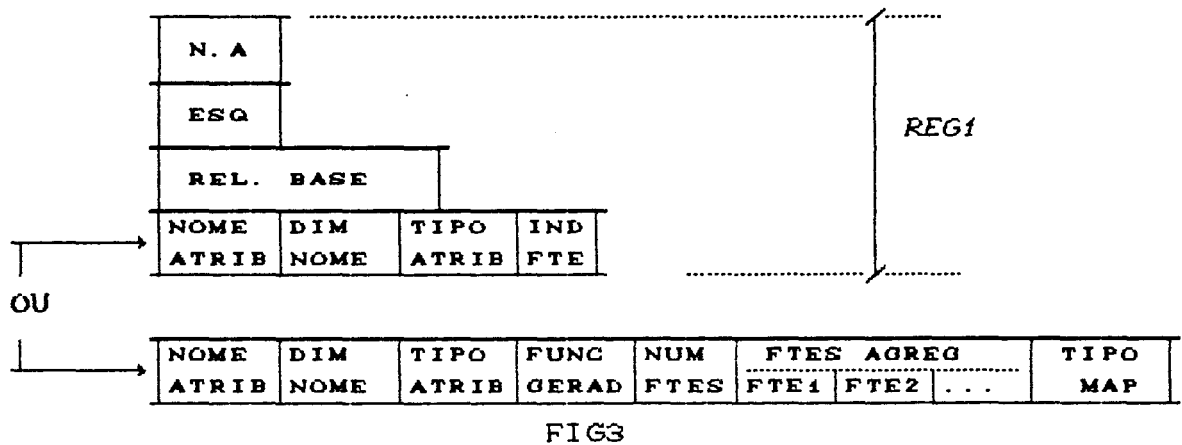 N. A
ESQ
REG1
REL. BASE
NOME DIM TIPO IND
ATRIB NOME ATRIB FTE
OU
NOME DIM TIPO FUNC NUM FTES AGREG TIPO
ATRIB NOME ATRIB GERAD FTES FTE1 FTE2 ... MAP
FIG3